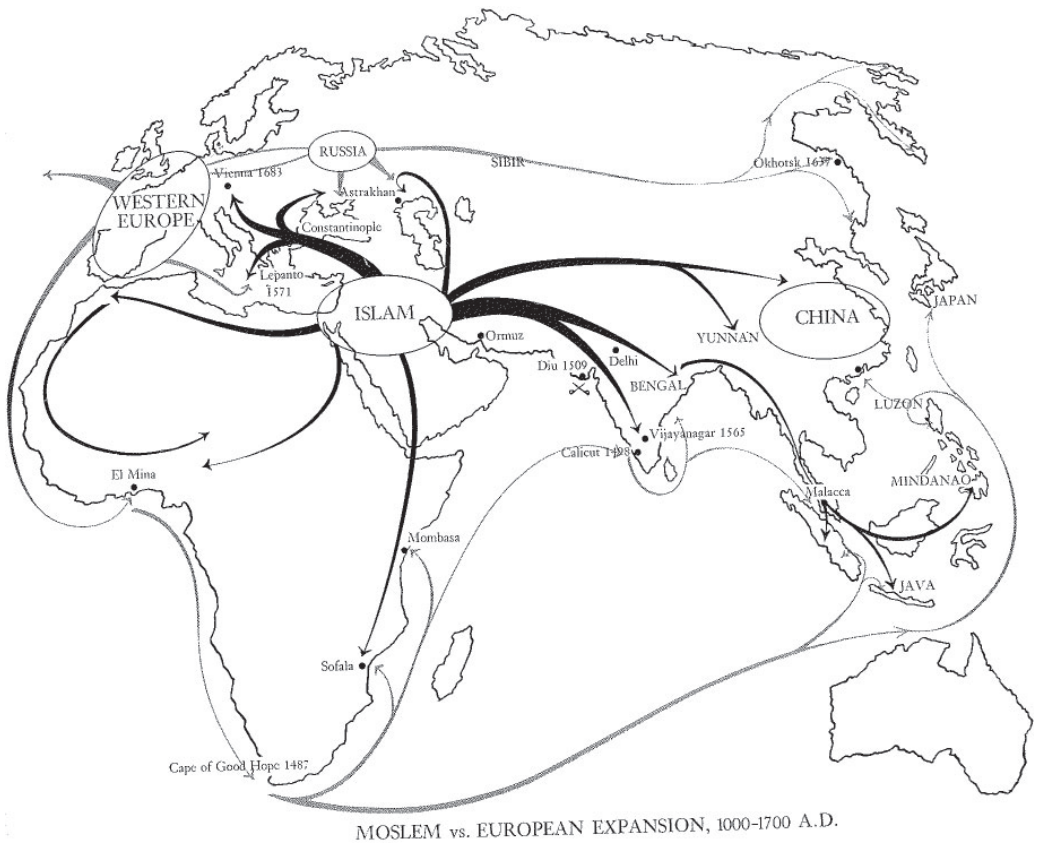 SIBIR
Okhotsk 1637
RUSSIA
Vienna 1683
Astrakhan
WESTERN
EUROPE
Constantinople
Lepanto
1571
ISLAM
CHINA
JAPAN
Ormuz
YUNNAN
Delhi
Diu 1509
BENGAL
LUZON
Vijayanagar 1565
Calicut 1498
El Mina
MINDANAO
Malacca
Mombasa
JAVA
Sofala
Cape of Good Hope 1487
MOSLEM vs. EUROPEAN EXPANSION, 1000-1700 A.D.